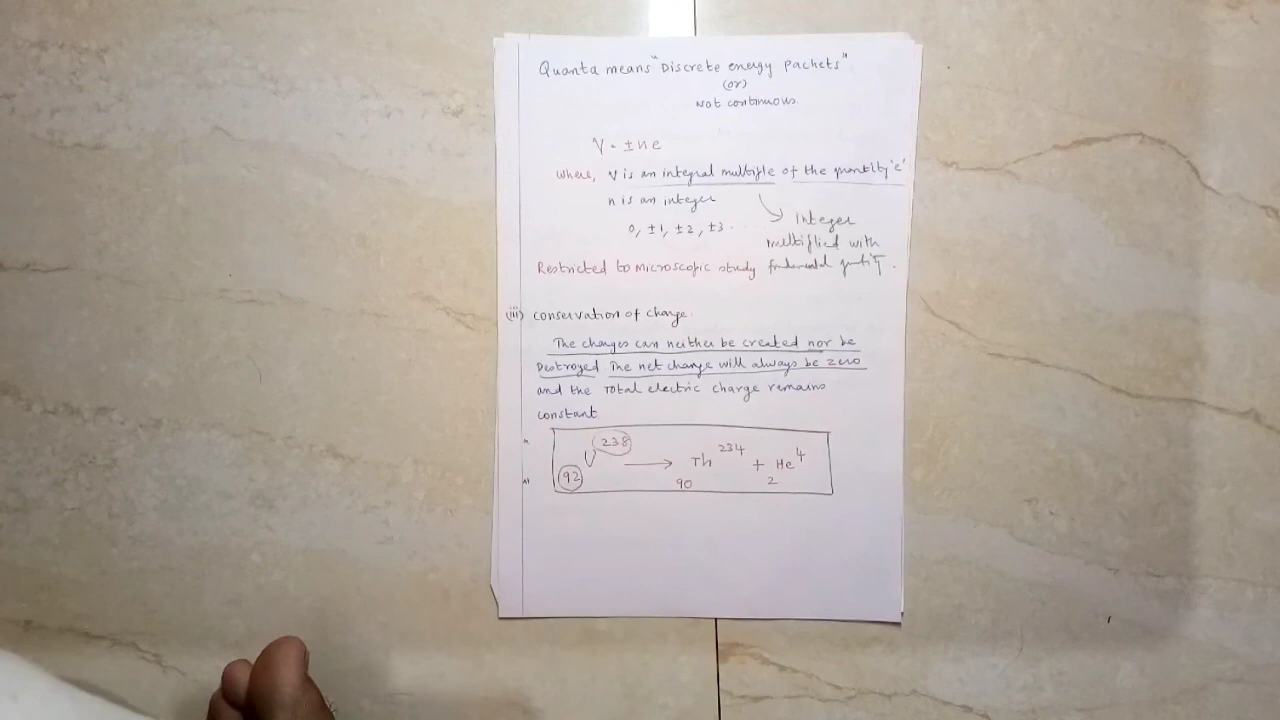 Quanta means "Discrete energy packets"
(or)
Not continuous.
γ = ±ne
where, γ is an integral multiple of the quantity 'e'
n is an integer
0, ±1, ±2, ±3 .....
Integer
multiplied with
fundamental quantity.
Restricted to Microscopic study
(iii) conservation of charge.
The charges can neither be created nor be
Destroyed. The net charge will always be zero
and the Total electric charge remains
constant
92 U 238 → 90 Th 234 + 2 He 4